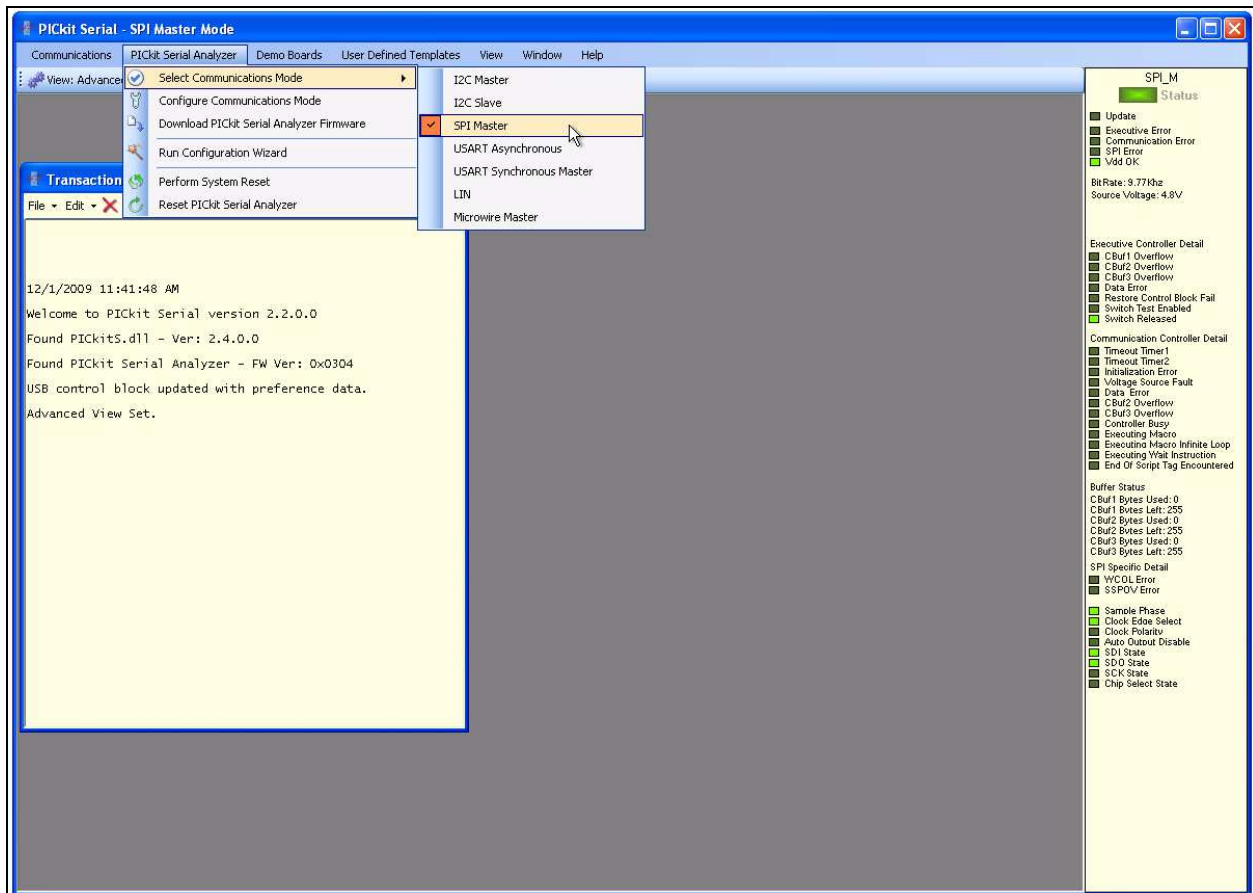 PICkit Serial - SPI Master Mode
Communications PICkit Serial Analyzer Demo Boards User Defined Templates View Window Help
View: Advance
Select Communications Mode
Configure Communications Mode
Download PICkit Serial Analyzer Firmware
Run Configuration Wizard
Perform System Reset
Reset PICkit Serial Analyzer
I2C Master
I2C Slave
SPI Master
USART Asynchronous
USART Synchronous Master
LIN
Microwire Master
Transaction
File Edit
12/1/2009 11:41:48 AM
Welcome to PICkit Serial version 2.2.0.0
Found PICkitS.dll - Ver: 2.4.0.0
Found PICkit Serial Analyzer - FW Ver: 0x0304
USB control block updated with preference data.
Advanced View Set.
SPI_M
Status
Update
Executive Error
Communication Error
SPI Error
Vdd OK
BitRate: 9.77Khz
Source Voltage: 4.8V
Executive Controller Detail
CBuf1 Overflow
CBuf2 Overflow
CBuf3 Overflow
Data Error
Restore Control Block Fail
Switch Test Enabled
Switch Released
Communication Controller Detail
Timeout Timer1
Timeout Timer2
Initialization Error
Voltage Source Fault
Data Error
CBuf2 Overflow
CBuf3 Overflow
Controller Busy
Executing Macro
Executing Macro Infinite Loop
Executing Wait Instruction
End Of Script Tag Encountered
Buffer Status
CBuf1 Bytes Used: 0
CBuf1 Bytes Left: 255
CBuf2 Bytes Used: 0
CBuf2 Bytes Left: 255
CBuf3 Bytes Used: 0
CBuf3 Bytes Left: 255
SPI Specific Detail
WCOL Error
SSPOV Error
Sample Phase
Clock Edge Select
Clock Polarity
Auto Output Disable
SDI State
SDO State
SCK State
Chip Select State